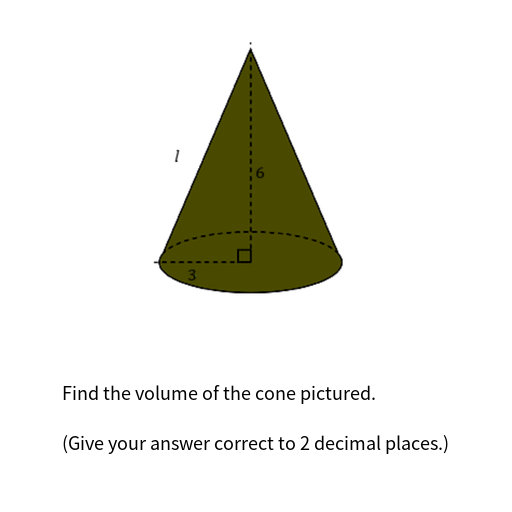 l
6
3
Find the volume of the cone pictured.
(Give your answer correct to 2 decimal places.)